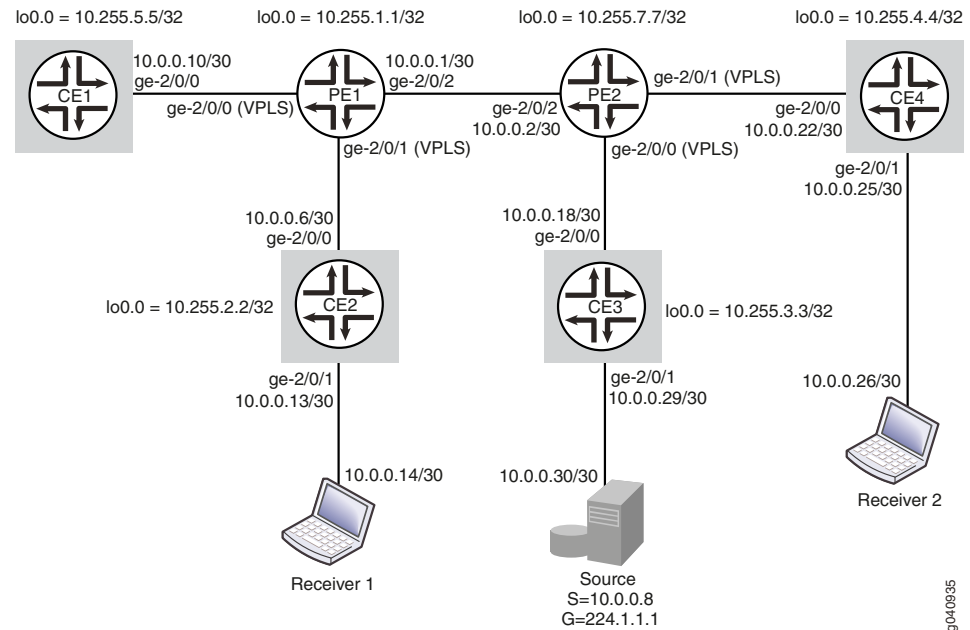 lo0.0 = 10.255.5.5/32
lo0.0 = 10.255.1.1/32
lo0.0 = 10.255.7.7/32
lo0.0 = 10.255.4.4/32
CE1
10.0.0.10/30
ge-2/0/0
ge-2/0/0 (VPLS)
PE1
10.0.0.1/30
ge-2/0/2
ge-2/0/1 (VPLS)
ge-2/0/2
10.0.0.2/30
PE2
ge-2/0/1 (VPLS)
ge-2/0/0 (VPLS)
ge-2/0/0
10.0.0.22/30
CE4
ge-2/0/1
10.0.0.25/30
10.0.0.6/30
ge-2/0/0
lo0.0 = 10.255.2.2/32
CE2
ge-2/0/1
10.0.0.13/30
10.0.0.18/30
ge-2/0/0
CE3
lo0.0 = 10.255.3.3/32
ge-2/0/1
10.0.0.29/30
10.0.0.26/30
10.0.0.14/30
Receiver 1
10.0.0.30/30
Source
S=10.0.0.8
G=224.1.1.1
Receiver 2
g040935